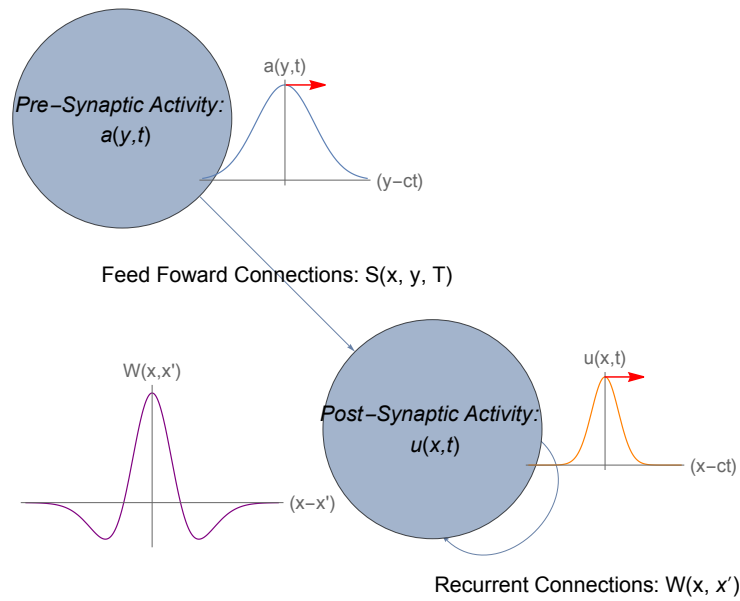 a(y,t)
Pre−Synaptic Activity:
a(y,t)
(y−ct)
Feed Foward Connections: S(x, y, T)
W(x,x')
u(x,t)
Post−Synaptic Activity:
u(x,t)
(x−ct)
(x−x')
Recurrent Connections: W(x, x′)